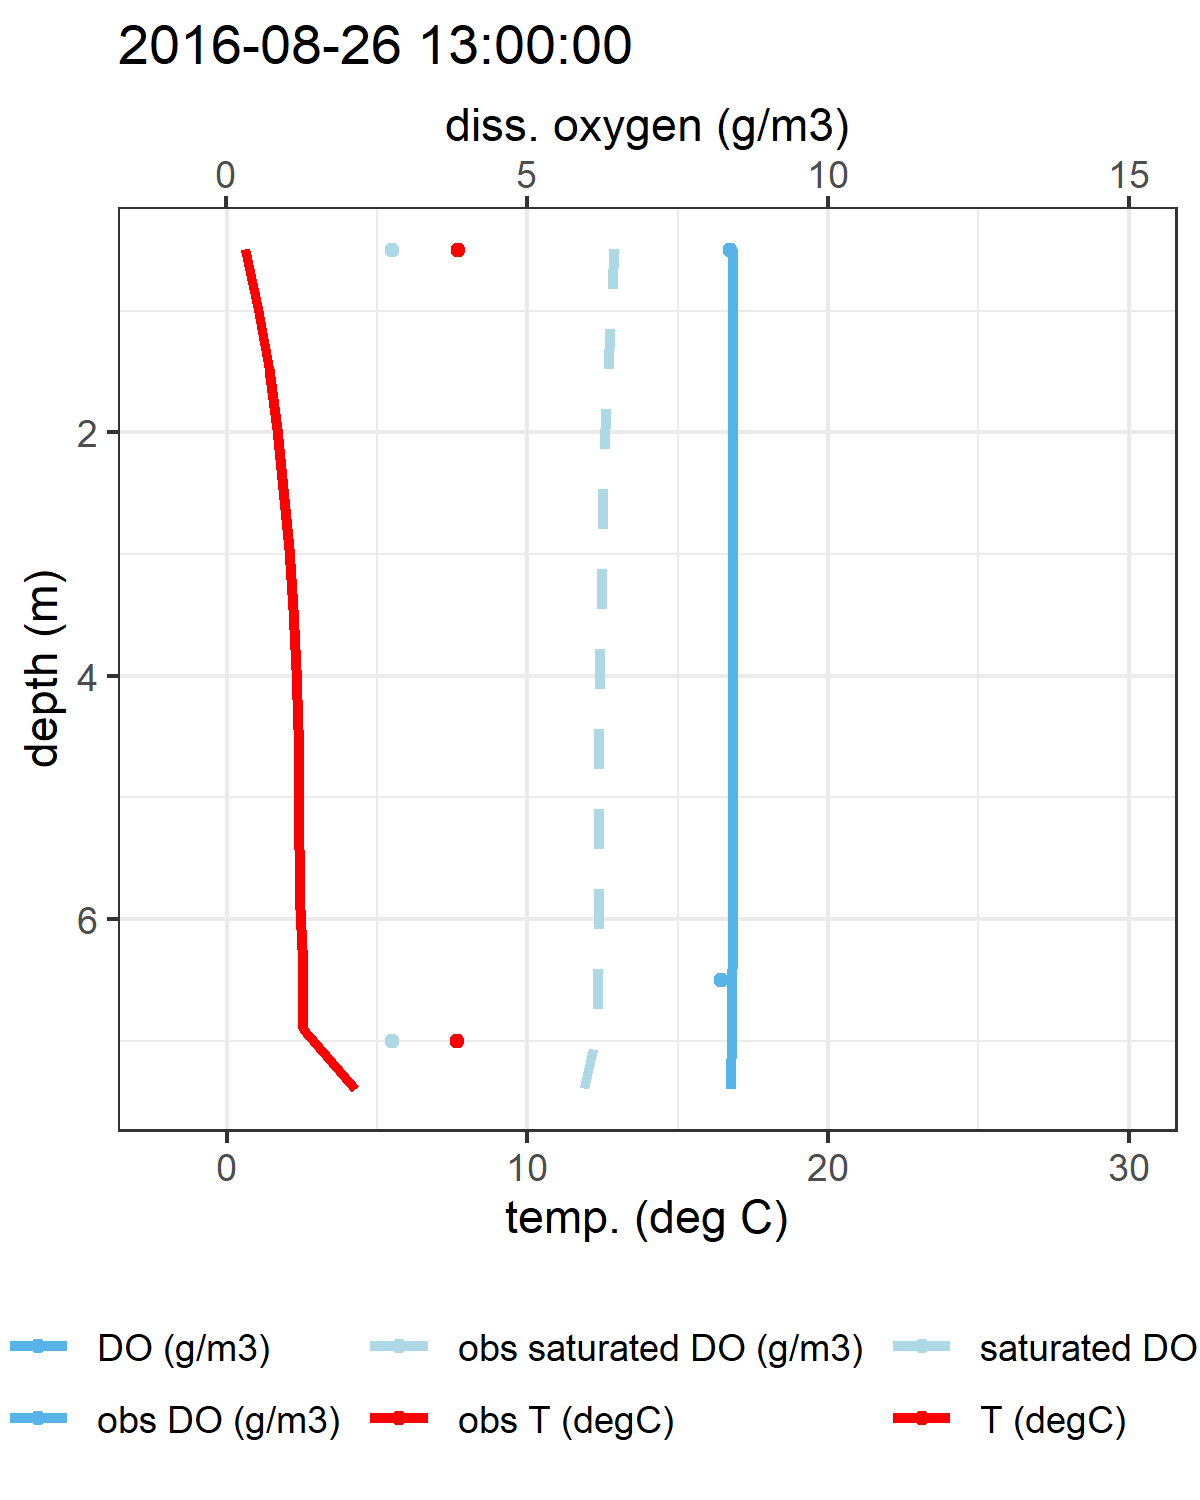 2016-08-26 13:00:00
diss. oxygen (g/m3)
0 5 10 15
depth (m)
2
4
6
0 10 20 30
temp. (deg C)
DO (g/m3) obs saturated DO (g/m3) saturated DO
obs DO (g/m3) obs T (degC) T (degC)